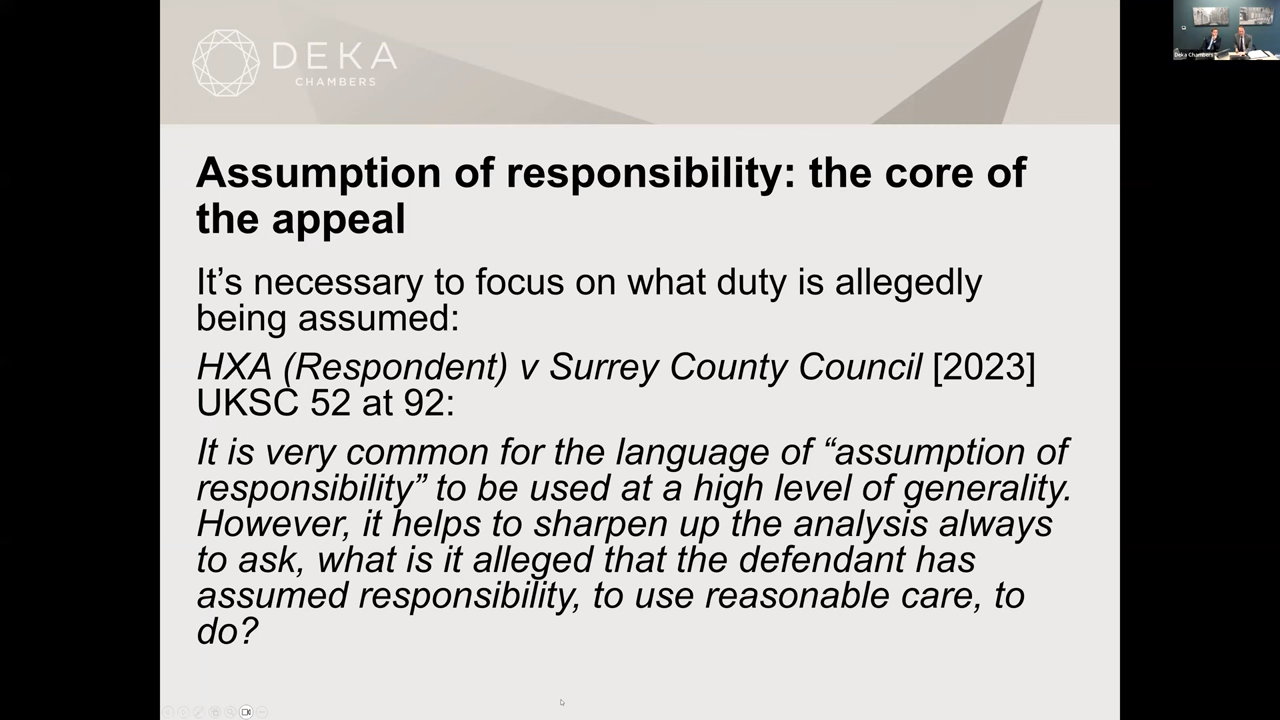 DEKA
CHAMBERS
Deka Chambers
Assumption of responsibility: the core of
the appeal
It’s necessary to focus on what duty is allegedly
being assumed:
HXA (Respondent) v Surrey County Council [2023]
UKSC 52 at 92:
It is very common for the language of “assumption of
responsibility” to be used at a high level of generality.
However, it helps to sharpen up the analysis always
to ask, what is it alleged that the defendant has
assumed responsibility, to use reasonable care, to
do?